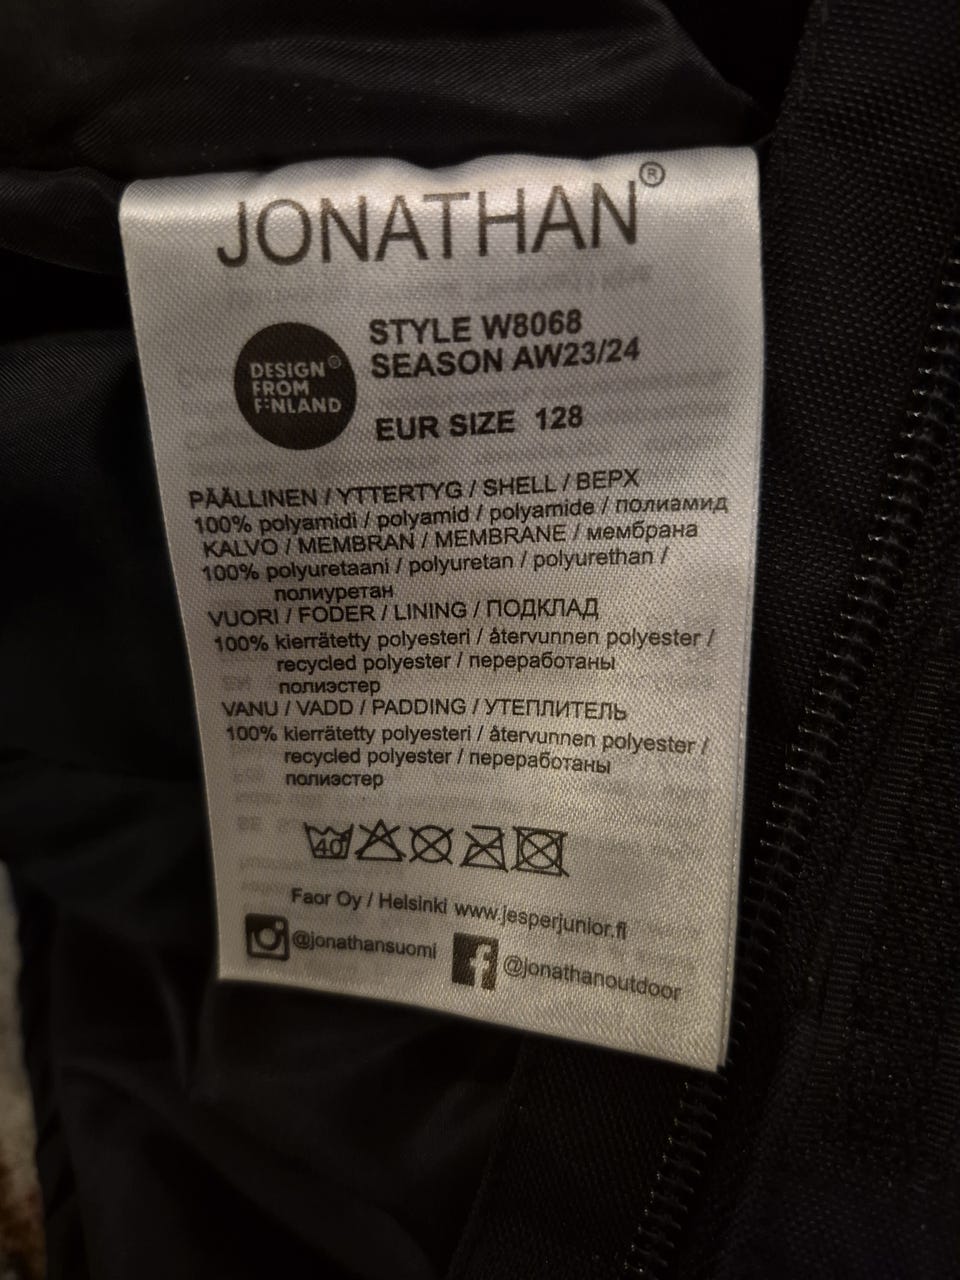 JONATHAN®
DESIGN®
FROM
FINLAND
STYLE W8068
SEASON AW23/24
EUR SIZE 128
PÄÄLLINEN / YTTERTYG / SHELL / ВЕРХ
100% polyamidi / polyamid / polyamide / полиамид
KALVO / MEMBRAN / MEMBRANE / мембрана
100% polyuretaani / polyuretan / polyurethan /
полиуретан
VUORI / FODER / LINING / ПОДКЛАД
100% kierrätetty polyesteri / återvunnen polyester /
recycled polyester / переработаны
полиэстер
VANU / VADD / PADDING / УТЕПЛИТЕЛЬ
100% kierrätetty polyesteri / återvunnen polyester /
recycled polyester / переработаны
полиэстер
40
Faor Oy / Helsinki www.jesperjunior.fi
@jonathansuomi
@jonathanoutdoor